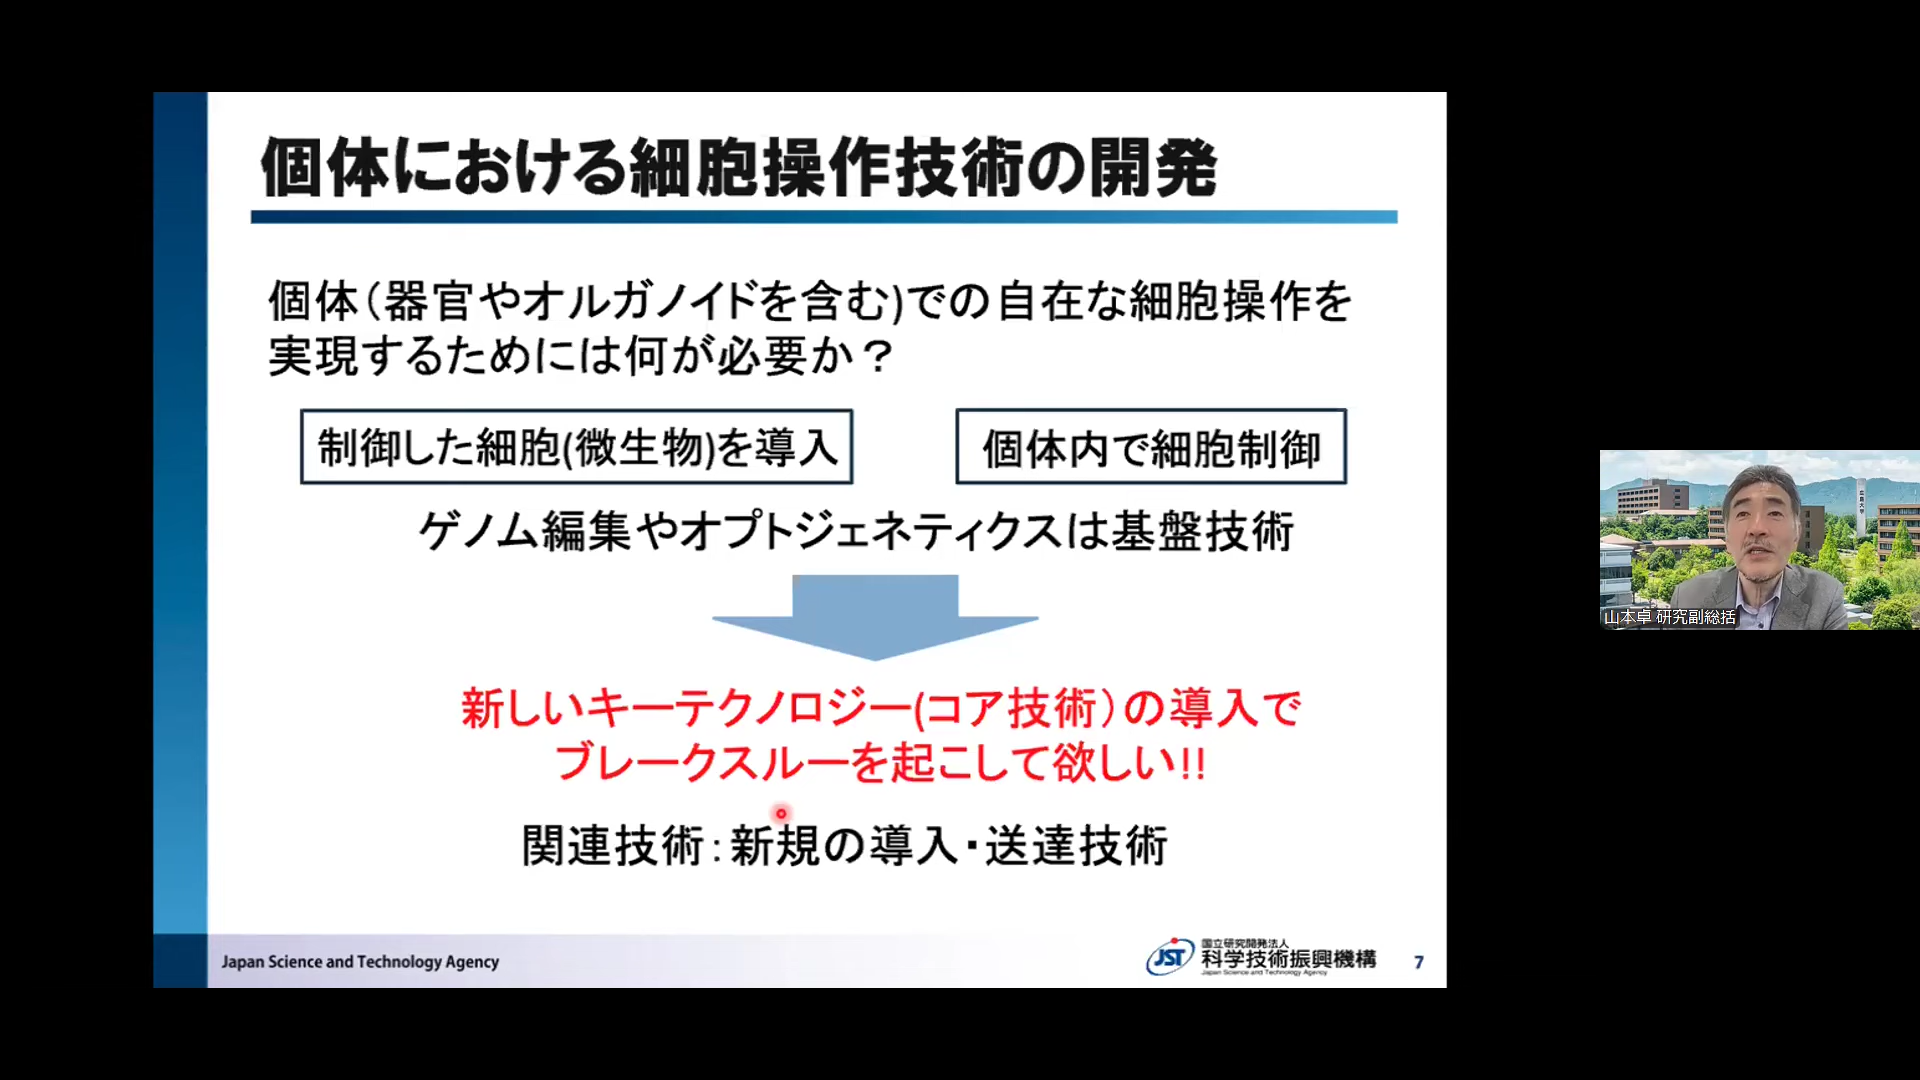 個体における細胞操作技術の開発
個体（器官やオルガノイドを含む)での自在な細胞操作を
実現するためには何が必要か？
制御した細胞(微生物)を導入
個体内で細胞制御
ゲノム編集やオプトジェネティクスは基盤技術
新しいキーテクノロジー(コア技術）の導入で
ブレークスルーを起こして欲しい!!
関連技術：新規の導入・送達技術
Japan Science and Technology Agency
JST
国立研究開発法人
科学技術振興機構
Japan Science and Technology Agency
7
広島大学
山本卓 研究副総括